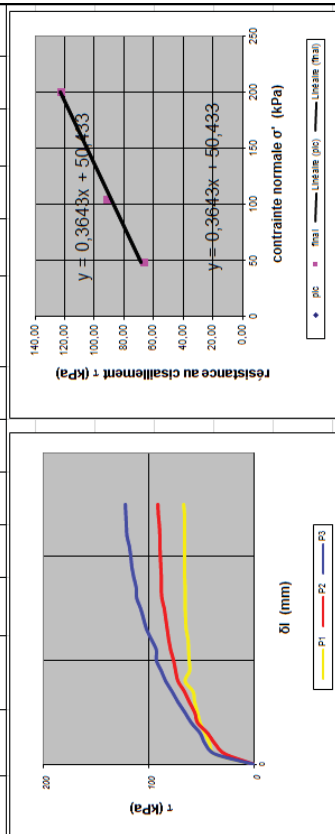 résistance au cisaillement τ (kPa)
140,00
120,00
100,00
80,00
60,00
40,00
20,00
0,00
y = 0,3643x + 50,433
y = 0,3643x + 50,433
0
50
100
150
200
250
contrainte normale σ' (kPa)
pic
final
Linéaire (pic)
Linéaire (final)
τ (kPa)
200
100
0
0
δl (mm)
P1
P2
P3